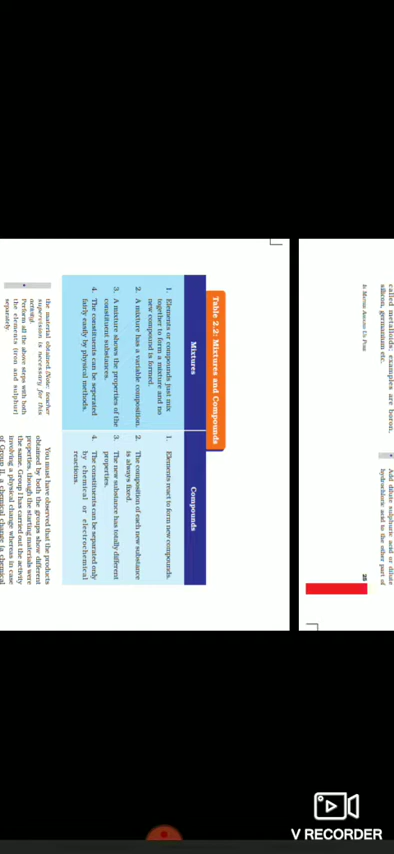 called metalloids; examples are boron,
silicon, germanium etc.
Add dilute sulphuric acid or dilute
hydrochloric acid to the other part of
Is Matter Around Us Pure
25
Table 2.2: Mixtures and Compounds
Mixtures
1. Elements or compounds just mix
together to form a mixture and no
new compound is formed.
2. A mixture has a variable composition.
3. A mixture shows the properties of the
constituent substances.
4. The constituents can be seperated
fairly easily by physical methods.
Compounds
1. Elements react to form new compounds.
2. The composition of each new substance
is always fixed.
3. The new substance has totally different
properties.
4. The constituents can be separated only
by chemical or electrochemical
reactions.
the material obtained.(Note: teacher
supervision is necessary for this
activity).
Perform all the above steps with both
the elements iron and sulphur
separately.
You must have observed that the products
obtained by both the groups show different
properties, though the starting materials were
the same. Group I has carried out the activity
involving a physical change whereas in case
of Group II, a chemical change (a chemical
V RECORDER